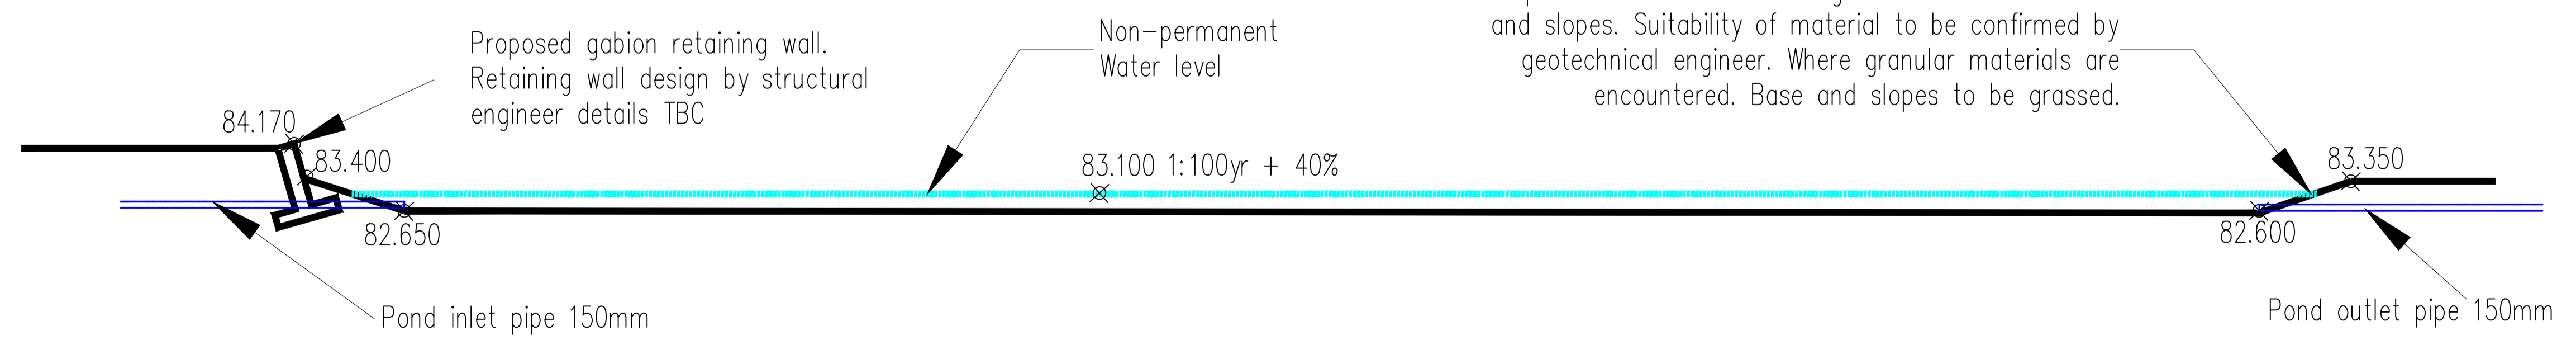 Proposed gabion retaining wall.
Retaining wall design by structural
engineer details TBC
Non-permanent
Water level
and slopes. Suitability of material to be confirmed by
geotechnical engineer. Where granular materials are
encountered. Base and slopes to be grassed.
84.170
83.400
83.100 1:100yr + 40%
83.350
82.650
82.600
Pond inlet pipe 150mm
Pond outlet pipe 150mm